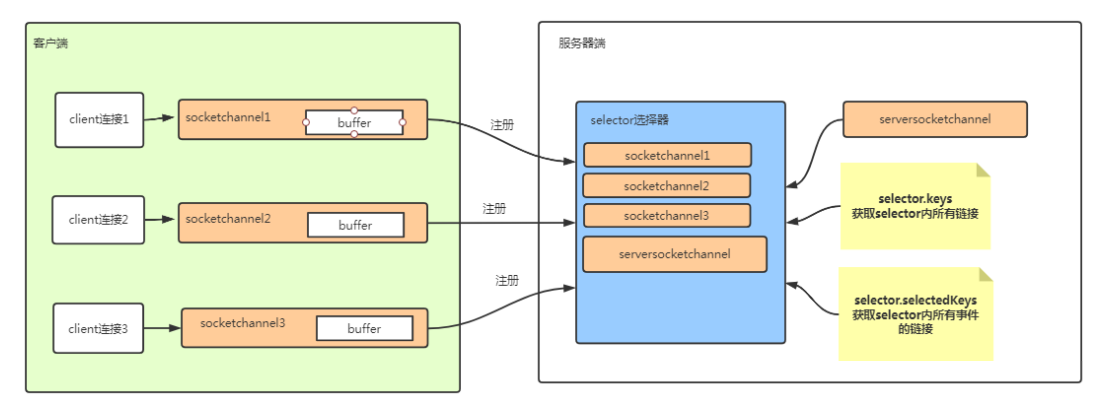 客户端
client连接1
socketchannel1
buffer
注册
client连接2
socketchannel2
buffer
注册
client连接3
socketchannel3
buffer
注册
服务器端
selector选择器
socketchannel1
socketchannel2
socketchannel3
serversocketchannel
serversocketchannel
selector.keys
获取selector内所有链接
selector.selectedKeys
获取selector内所有事件
的链接